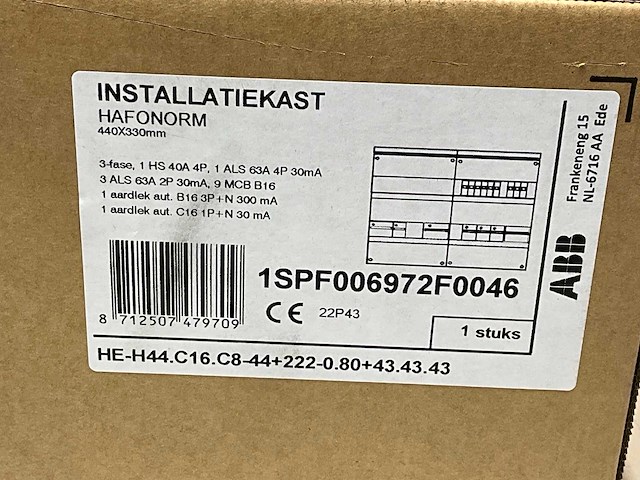 INSTALLATIEKAST
HAFONORM
440X330mm
3-fase, 1 HS 40A 4P, 1 ALS 63A 4P 30mA
3 ALS 63A 2P 30mA, 9 MCB B16
1 aardlek aut. B16 3P+N 300 mA
1 aardlek aut. C16 1P+N 30 mA
8 712507 479709
1SPF006972F0046
CE 22P43
1 stuks
HE-H44.C16.C8-44+222-0.80+43.43.43
Frankeneng 15
NL-6716 AA Ede
ABB